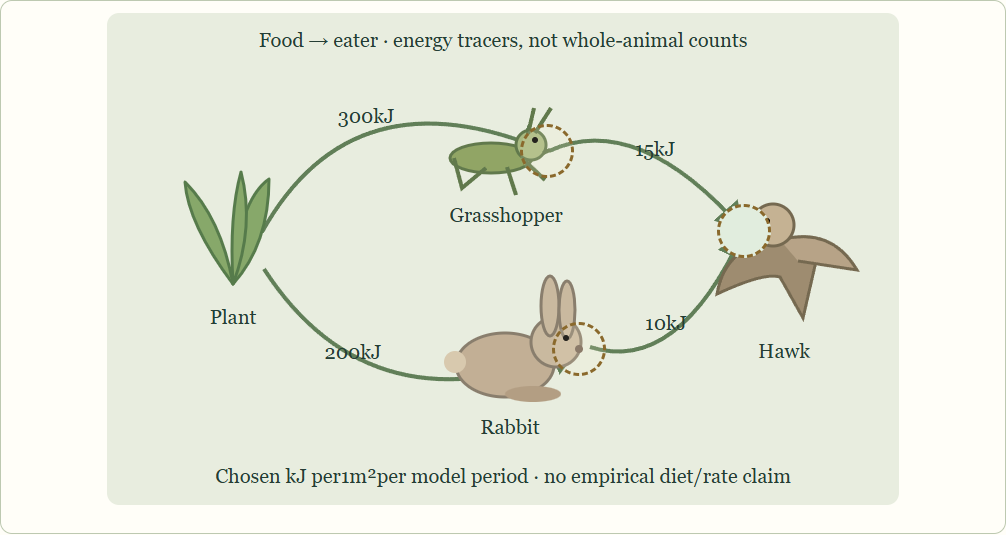 Food → eater · energy tracers, not whole-animal counts
300kJ
15kJ
Grasshopper
Plant
10kJ
200kJ
Hawk
Rabbit
Chosen kJ per1m²per model period · no empirical diet/rate claim